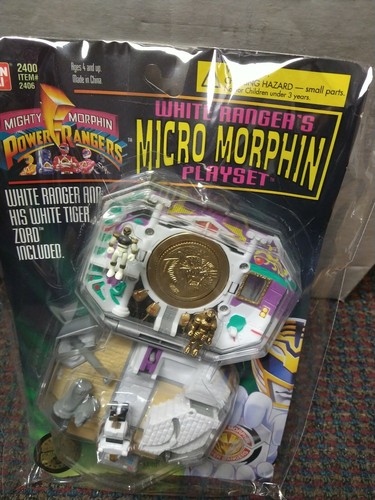 2400
ITEM#
2406
Ages 4 and up.
Made in China
HAZARD — small parts.
for Children under 3 years.
MIGHTY MORPHIN
POWER RANGERS
WHITE RANGER'S
MICRO MORPHIN
PLAYSET
WHITE RANGER AND
HIS WHITE TIGER
ZORD
INCLUDED.